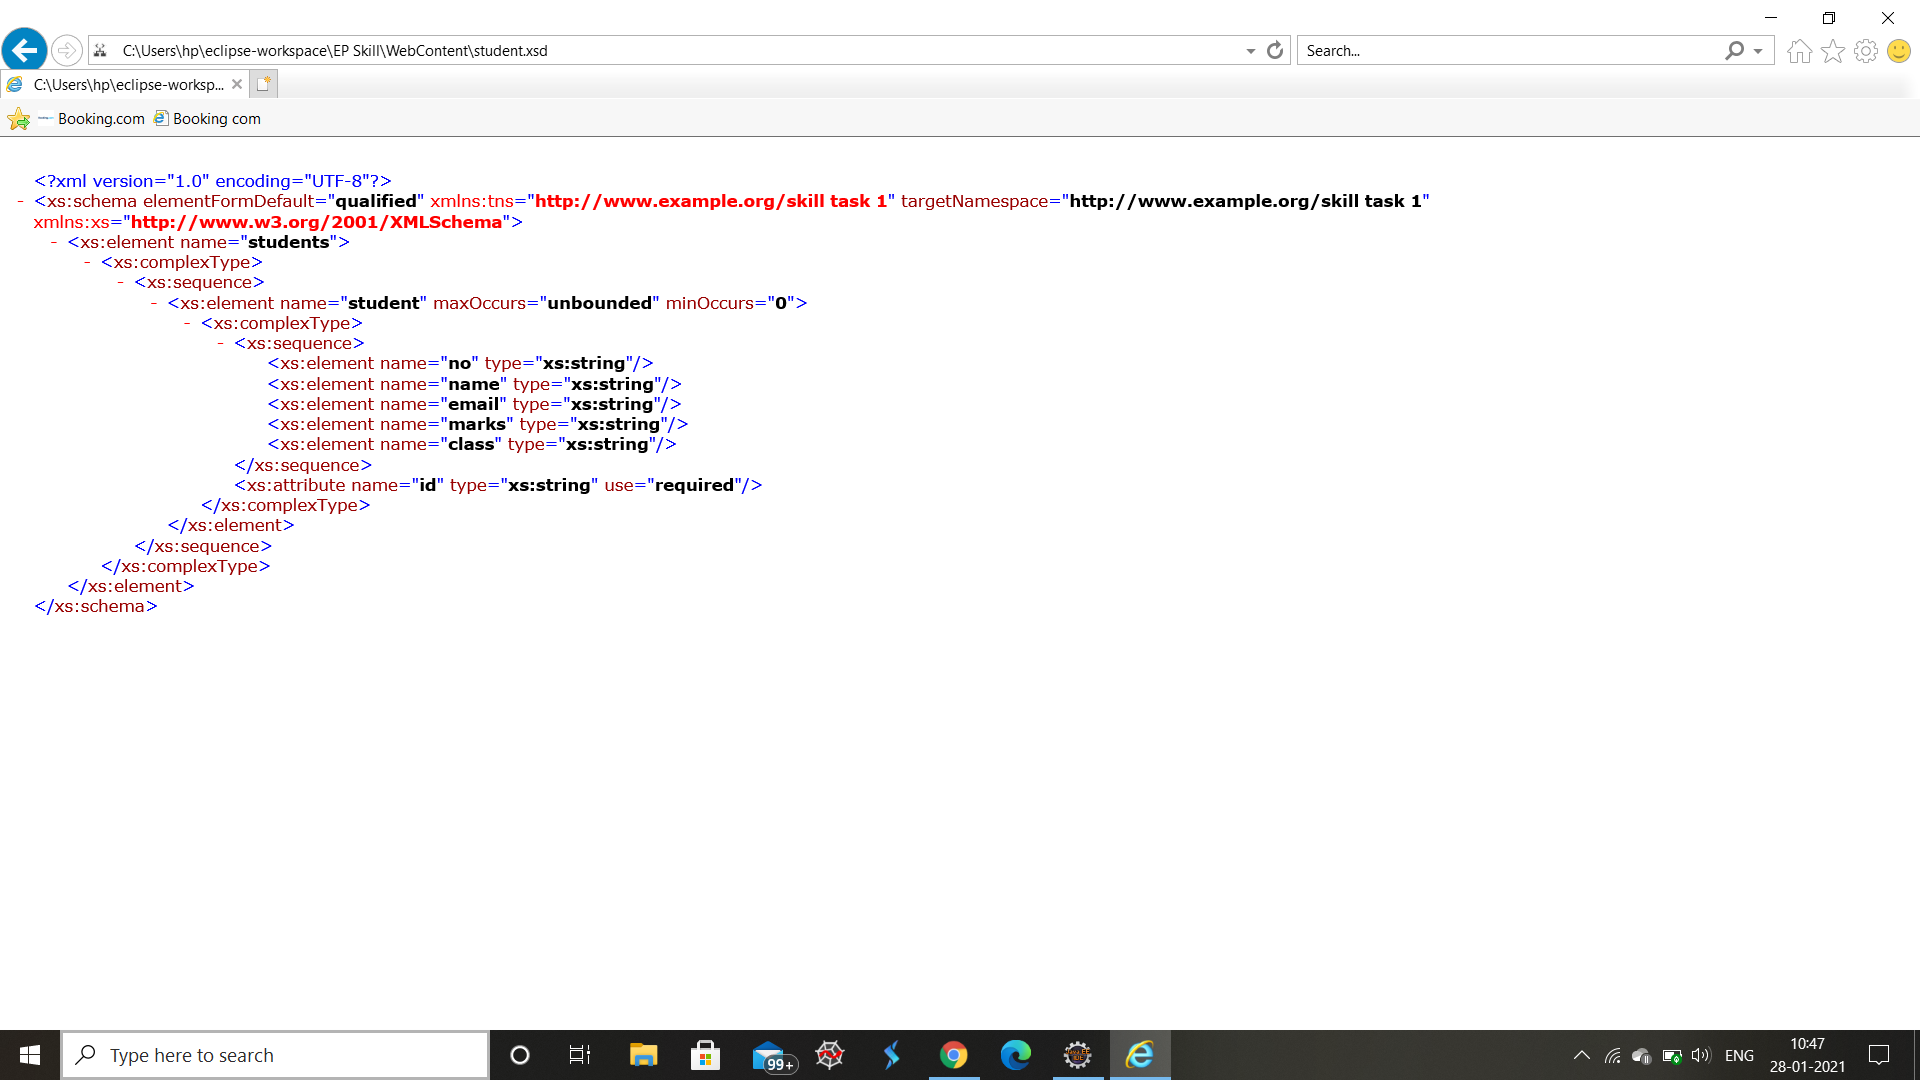 C:\Users\hp\eclipse-workspace\EP Skill\WebContent\student.xsd
Search...
C:\Users\hp\eclipse-worksp...
Booking.com Booking com
<?xml version="1.0" encoding="UTF-8"?>
- <xs:schema elementFormDefault="qualified" xmlns:tns="http://www.example.org/skill task 1" targetNamespace="http://www.example.org/skill task 1"
xmlns:xs="http://www.w3.org/2001/XMLSchema">
- <xs:element name="students">
- <xs:complexType>
- <xs:sequence>
- <xs:element name="student" maxOccurs="unbounded" minOccurs="0">
- <xs:complexType>
- <xs:sequence>
<xs:element name="no" type="xs:string"/>
<xs:element name="name" type="xs:string"/>
<xs:element name="email" type="xs:string"/>
<xs:element name="marks" type="xs:string"/>
<xs:element name="class" type="xs:string"/>
</xs:sequence>
<xs:attribute name="id" type="xs:string" use="required"/>
</xs:complexType>
</xs:element>
</xs:sequence>
</xs:complexType>
</xs:element>
</xs:schema>
Type here to search
99+
ENG
10:47
28-01-2021